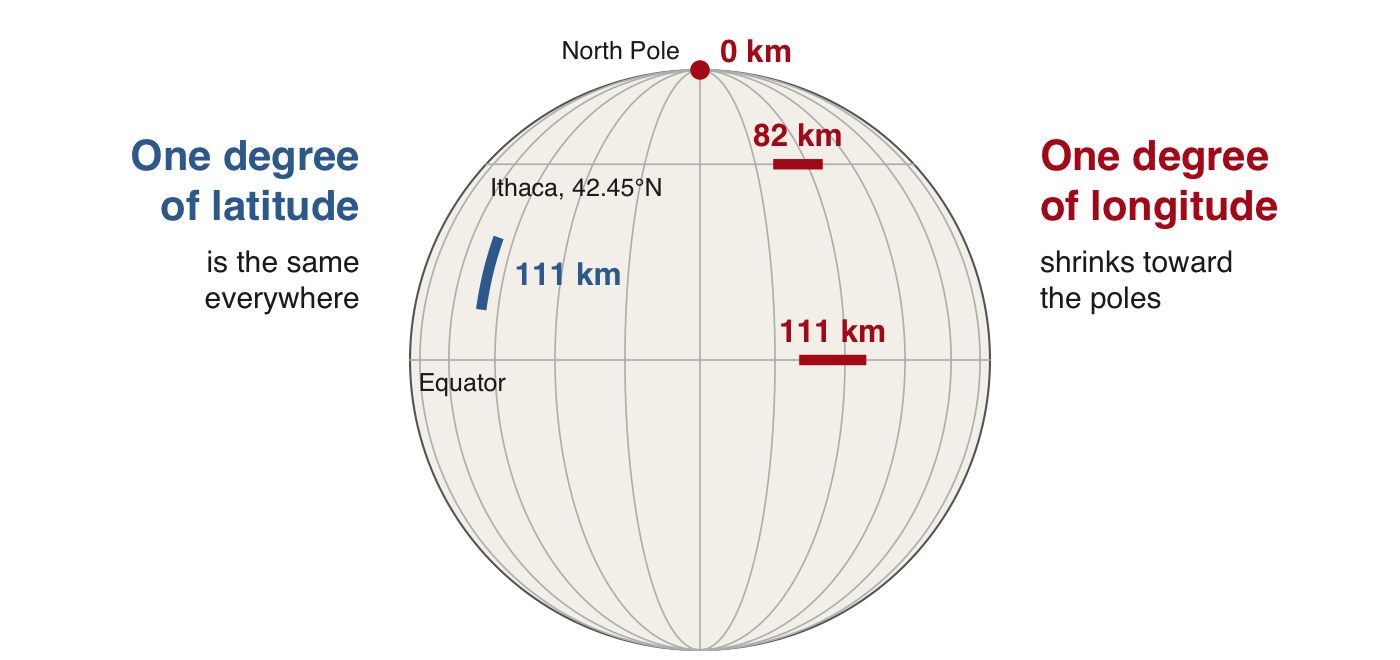 North Pole
0 km
One degree
of latitude
is the same
everywhere
82 km
Ithaca, 42.45°N
111 km
111 km
Equator
One degree
of longitude
shrinks toward
the poles